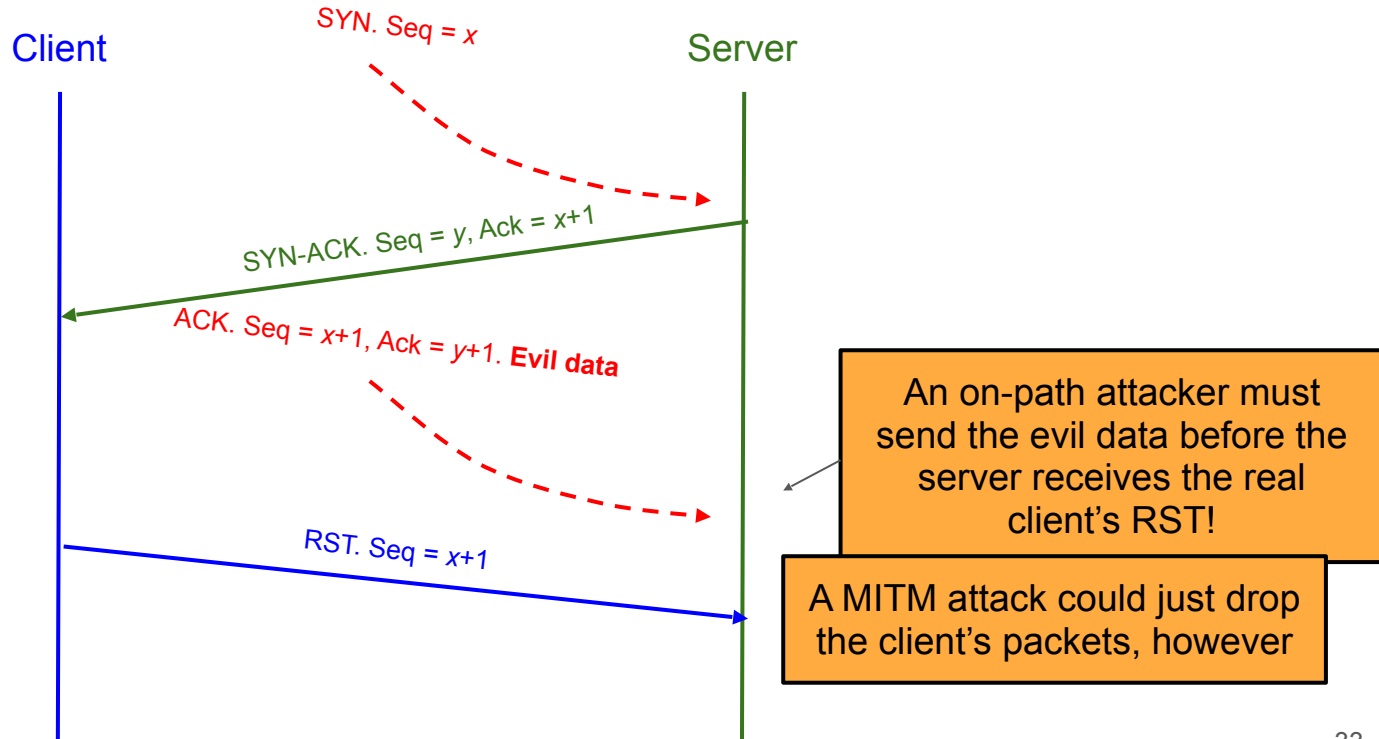 SYN. Seq = x
Client
Server
SYN-ACK. Seq = y, Ack = x+1
ACK. Seq = x+1, Ack = y+1. Evil data
An on-path attacker must
send the evil data before the
server receives the real
client's RST!
RST. Seq = x+1
A MITM attack could just drop
the client's packets, however